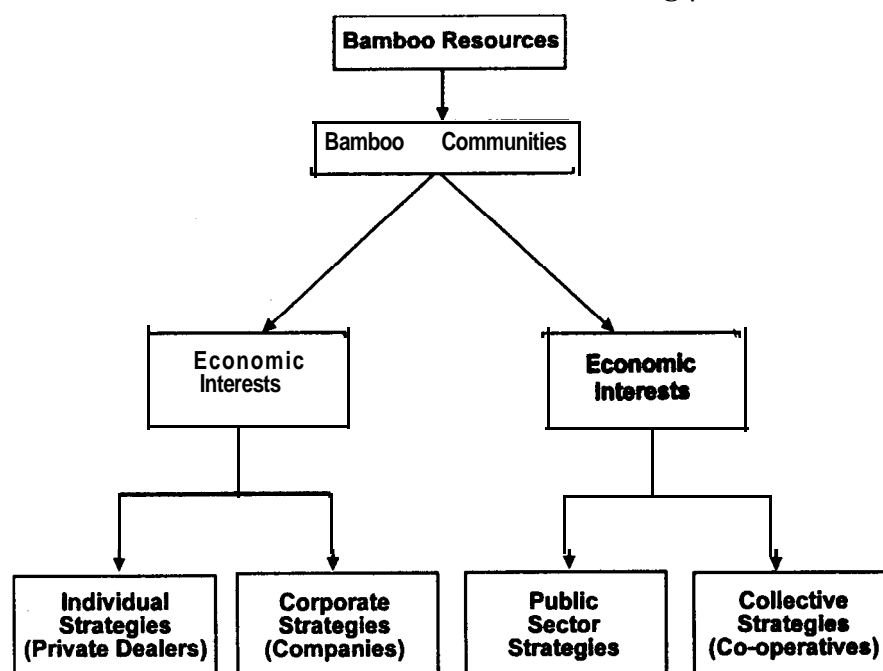 Bamboo Resources
Bamboo Communities
Economic
Interests
Economic
Interests
Individual
Strategies
(Private Dealers)
Corporate
Strategies
(Companies)
Public
Sector
Strategies
Collective
Strategies
(Co-operatives)